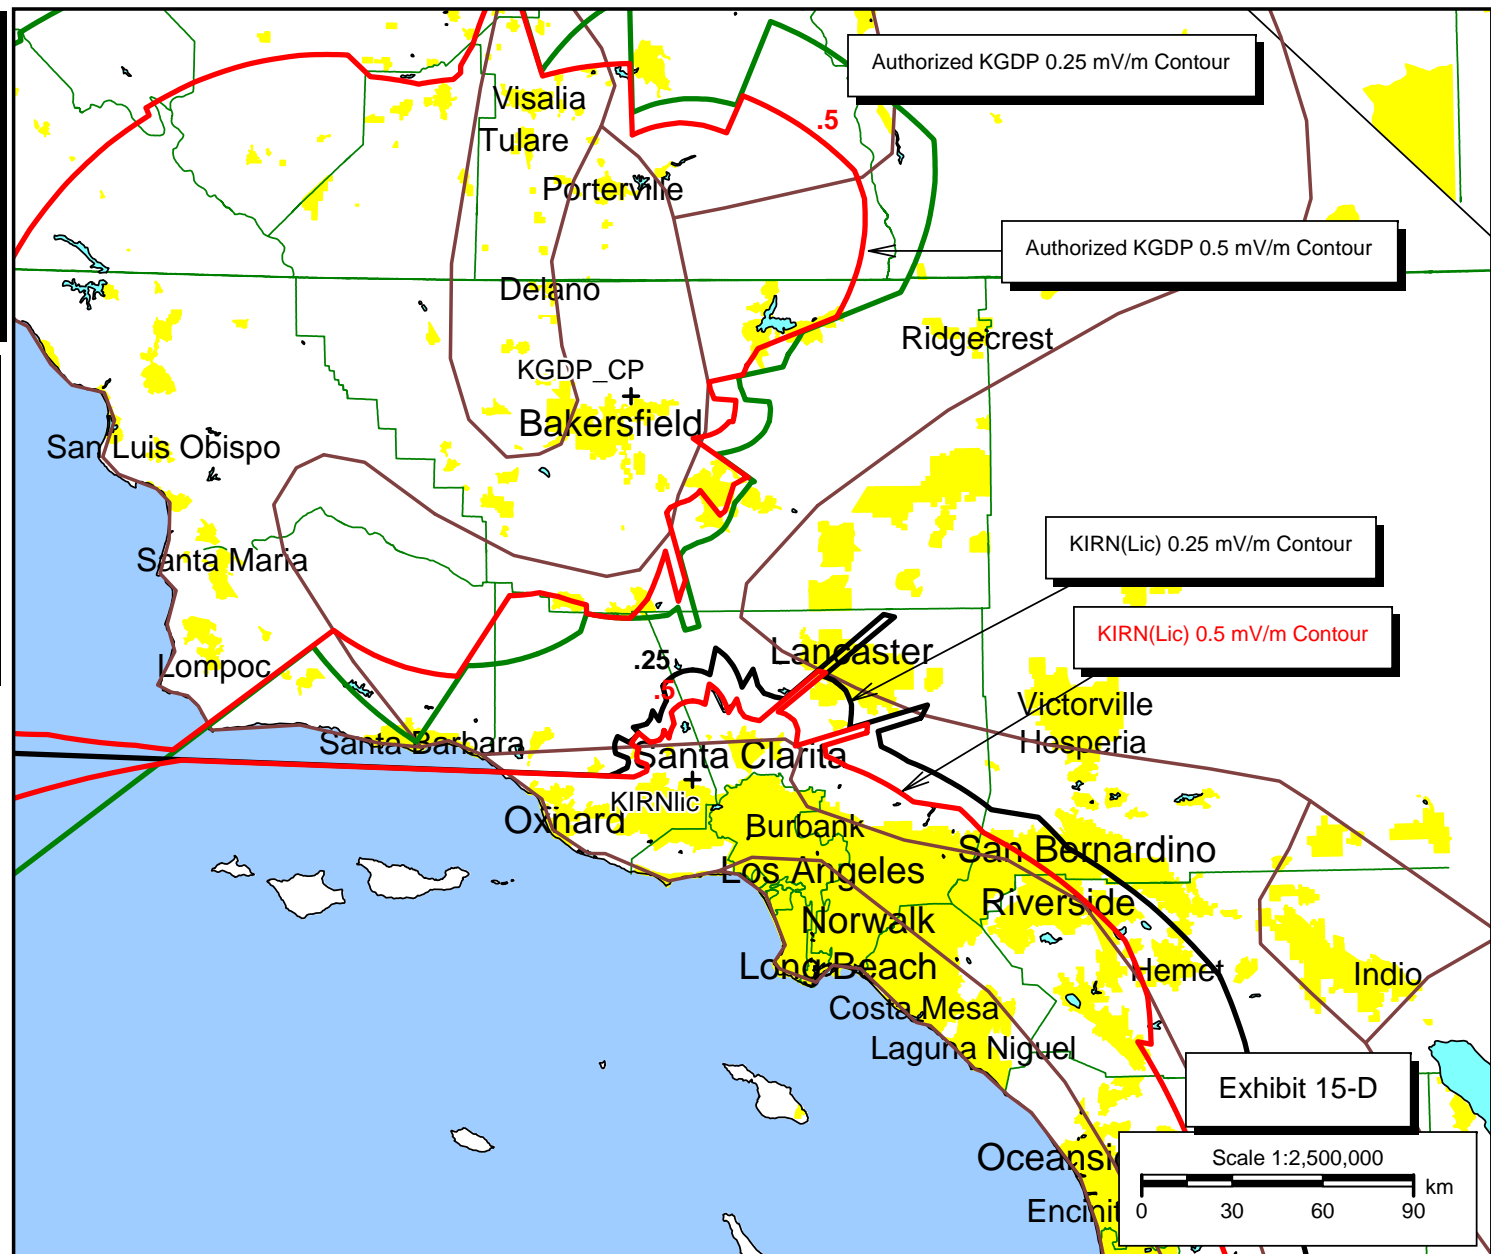 Authorized KGDP 0.25 mV/m Contour
Visalia
.5
Tulare
Porterville
Authorized KGDP 0.5 mV/m Contour
Delano
Ridgecrest
KGDP_CP
Bakersfield
San Luis Obispo
KIRN(Lic) 0.25 mV/m Contour
Santa Maria
KIRN(Lic) 0.5 mV/m Contour
Lancaster
.25
Lompoc
.5
Victorville
Santa Barbara
Hesperia
Santa Clarita
KIRNlic
Oxnard
Burbank
San Bernardino
Los Angeles
Riverside
Norwalk
Long Beach
Hemet
Indio
Costa Mesa
Laguna Niguel
Exhibit 15-D
Oceansi
Scale 1:2,500,000
km
0 30 60 90
Encinit